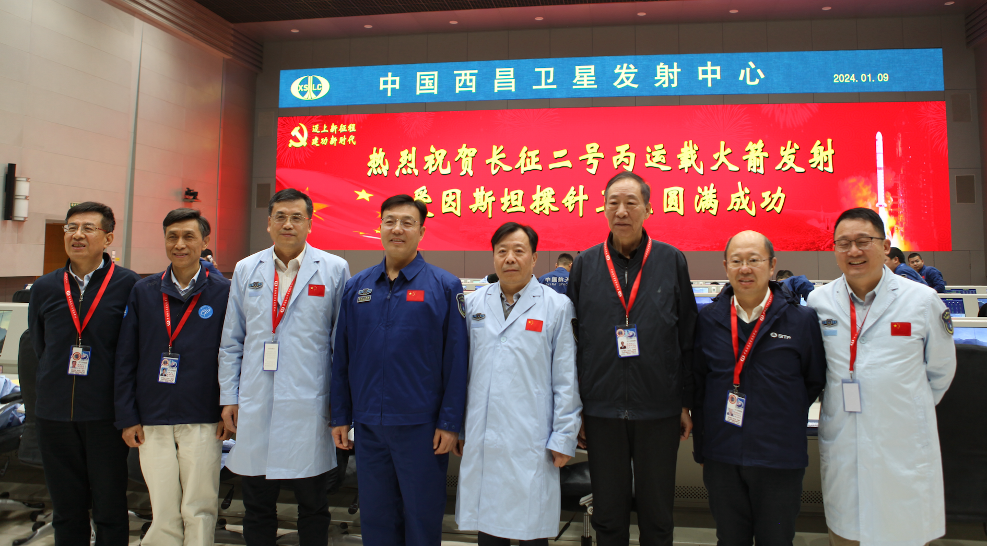 XSLC
中国西昌卫星发射中心
2024.01.09
迈上新征程
建功新时代
热烈祝贺长征二号丙运载火箭发射
爱因斯坦探针卫星圆满成功